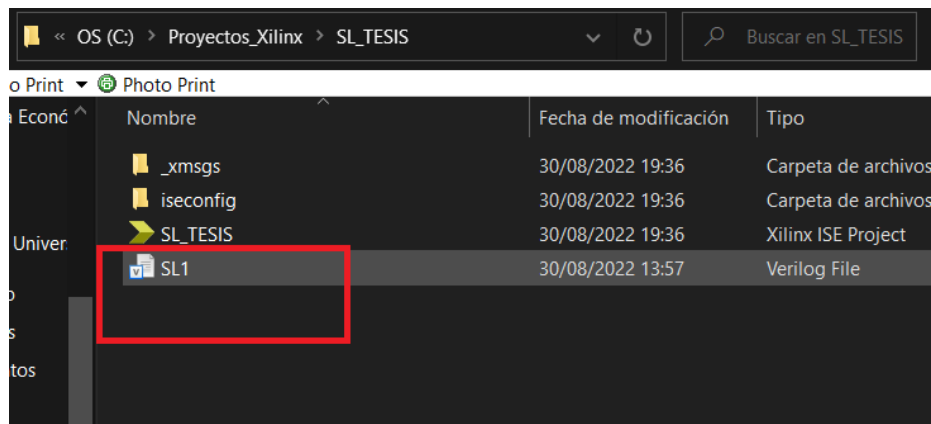 « OS (C:) > Proyectos_Xilinx > SL_TESIS Buscar en SL_TESIS
o Print Photo Print
Econó Nombre Fecha de modificación Tipo
_xmsgs 30/08/2022 19:36 Carpeta de archivos
iseconfig 30/08/2022 19:36 Carpeta de archivos
SL_TESIS 30/08/2022 19:36 Xilinx ISE Project
Univer
SL1 30/08/2022 13:57 Verilog File
o
s
tos